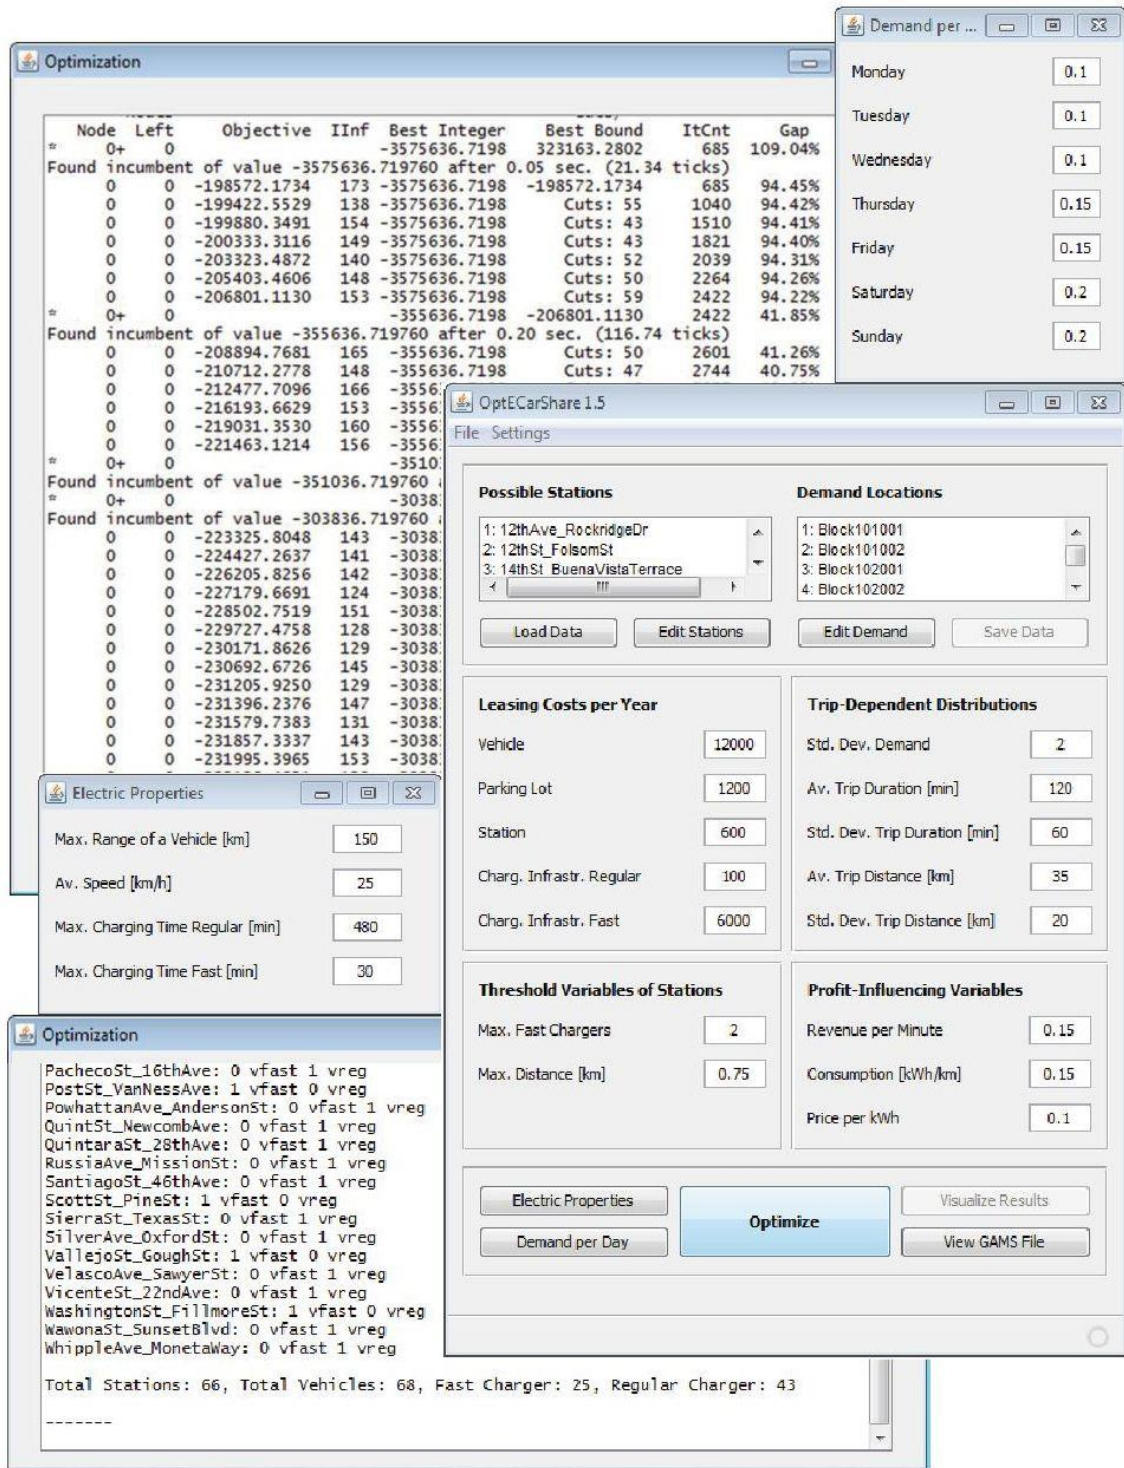 Demand per ...
Monday 0.1
Tuesday 0.1
Wednesday 0.1
Thursday 0.15
Friday 0.15
Saturday 0.2
Sunday 0.2
Optimization
Node Left Objective IInf Best Integer Best Bound ItCnt Gap
* 0+ 0 -3575636.7198 323163.2802 685 109.04%
Found incumbent of value -3575636.719760 after 0.05 sec. (21.34 ticks)
0 0 -198572.1734 173 -3575636.7198 -198572.1734 685 94.45%
0 0 -199422.5529 138 -3575636.7198 Cuts: 55 1040 94.42%
0 0 -199880.3491 154 -3575636.7198 Cuts: 43 1510 94.41%
0 0 -200333.3116 149 -3575636.7198 Cuts: 43 1821 94.40%
0 0 -203323.4872 140 -3575636.7198 Cuts: 52 2039 94.31%
0 0 -205403.4606 148 -3575636.7198 Cuts: 50 2264 94.26%
0 0 -206801.1130 153 -3575636.7198 Cuts: 59 2422 94.22%
* 0+ 0 -355636.7198 -206801.1130 2422 41.85%
Found incumbent of value -355636.719760 after 0.20 sec. (116.74 ticks)
0 0 -208894.7681 165 -355636.7198 Cuts: 50 2601 41.26%
0 0 -210712.2778 148 -355636.7198 Cuts: 47 2744 40.75%
0 0 -212477.7096 166 -3556
0 0 -216193.6629 153 -3556
0 0 -219031.3530 160 -3556
0 0 -221463.1214 156 -3556
* 0+ 0 -3510
Found incumbent of value -351036.719760
* 0+ 0 -3038
Found incumbent of value -303836.719760
0 0 -223325.8048 143 -3038
0 0 -224427.2637 141 -3038
0 0 -226205.8256 142 -3038
0 0 -227179.6691 124 -3038
0 0 -228502.7519 151 -3038
0 0 -229727.4758 128 -3038
0 0 -230171.8626 129 -3038
0 0 -230692.6726 145 -3038
0 0 -231205.9250 129 -3038
0 0 -231396.2376 147 -3038
0 0 -231579.7383 131 -3038
0 0 -231857.3337 143 -3038
0 0 -231995.3965 153 -3038
OptECarShare 1.5
File Settings
Possible Stations
1: 12thAve_RockridgeDr
2: 12thSt_FolsomSt
3: 14thSt_BuenaVistaTerrace
Load Data Edit Stations
Demand Locations
1: Block101001
2: Block101002
3: Block102001
4: Block102002
Edit Demand Save Data
Leasing Costs per Year
Vehicle 12000
Parking Lot 1200
Station 600
Charg. Infrastr. Regular 100
Charg. Infrastr. Fast 6000
Trip-Dependent Distributions
Std. Dev. Demand 2
Av. Trip Duration [min] 120
Std. Dev. Trip Duration [min] 60
Av. Trip Distance [km] 35
Std. Dev. Trip Distance [km] 20
Threshold Variables of Stations
Max. Fast Chargers 2
Max. Distance [km] 0.75
Profit-Influencing Variables
Revenue per Minute 0.15
Consumption [kWh/km] 0.15
Price per kWh 0.1
Electric Properties
Demand per Day
Optimize
Visualize Results
View GAMS File
Electric Properties
Max. Range of a Vehicle [km] 150
Av. Speed [km/h] 25
Max. Charging Time Regular [min] 480
Max. Charging Time Fast [min] 30
Optimization
PachecoSt_16thAve: 0 vfast 1 vreg
PostSt_VanNessAve: 1 vfast 0 vreg
PowhattanAve_AndersonSt: 0 vfast 1 vreg
QuintSt_NewcombAve: 0 vfast 1 vreg
QuintaraSt_28thAve: 0 vfast 1 vreg
RussiaAve_MissionSt: 0 vfast 1 vreg
SantiagoSt_46thAve: 0 vfast 1 vreg
ScottSt_PineSt: 1 vfast 0 vreg
SierraSt_TexasSt: 0 vfast 1 vreg
SilverAve_OxfordSt: 0 vfast 1 vreg
VallejoSt_GoughSt: 1 vfast 0 vreg
VelascoAve_SawyerSt: 0 vfast 1 vreg
VicenteSt_22ndAve: 0 vfast 1 vreg
WashingtonSt_FillmoreSt: 1 vfast 0 vreg
WawonaSt_SunsetBlvd: 0 vfast 1 vreg
WhippleAve_MonetaWay: 0 vfast 1 vreg
Total Stations: 66, Total Vehicles: 68, Fast Charger: 25, Regular Charger: 43
-------